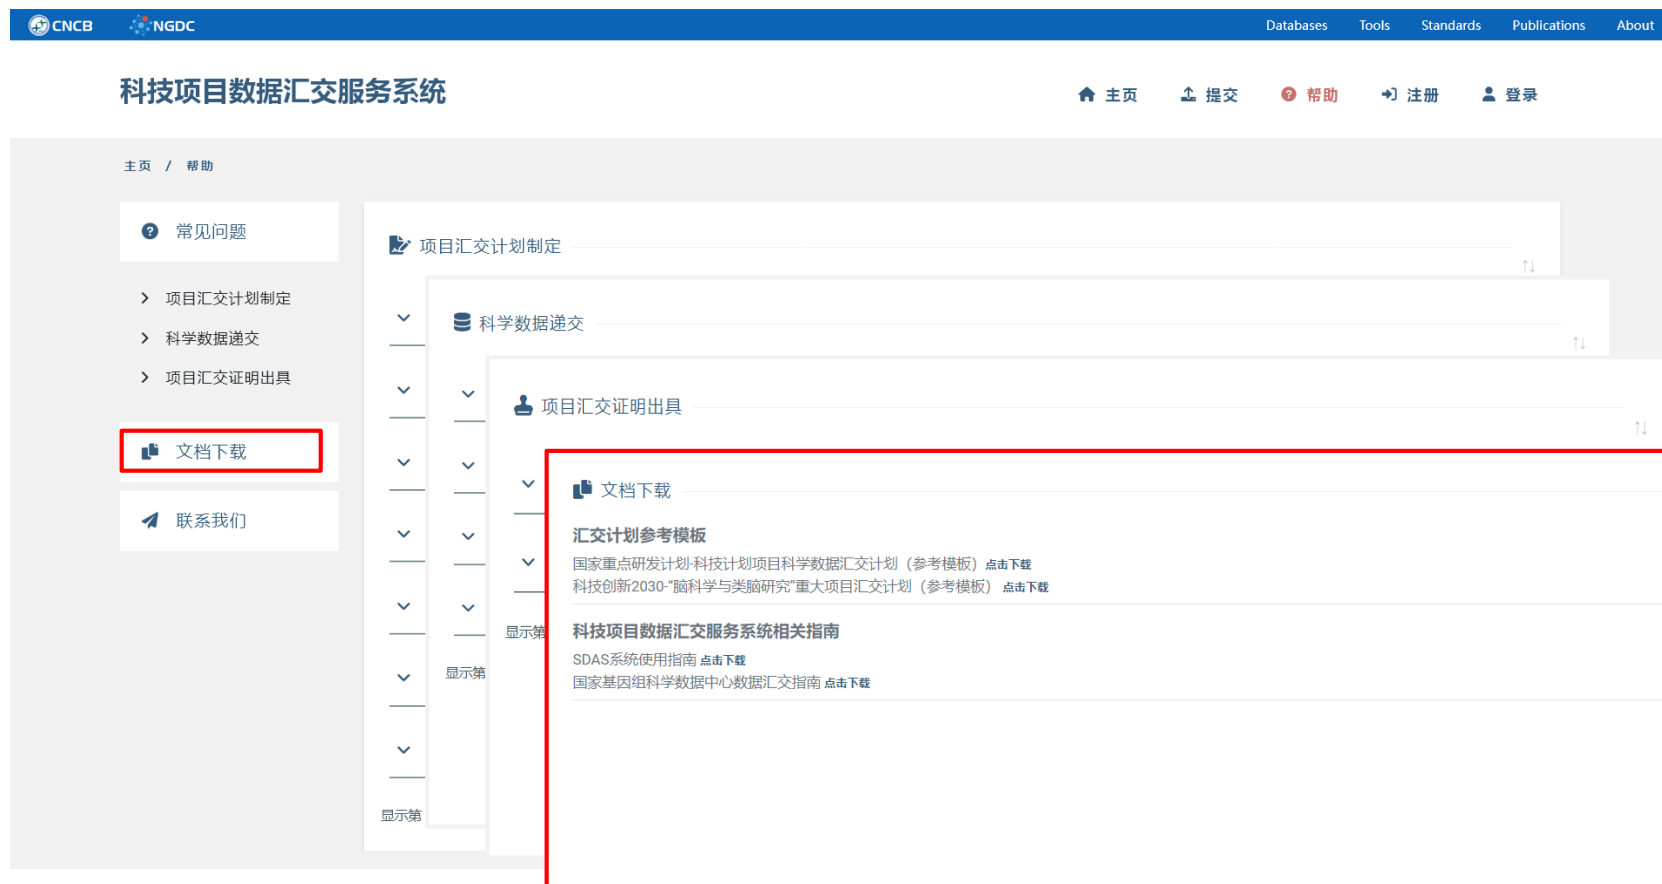 CNCB NGDC Databases Tools Standards Publications About
科技项目数据汇交服务系统
主页 提交 帮助 注册 登录
主页 / 帮助
常见问题
项目汇交计划制定
科学数据递交
项目汇交证明出具
文档下载
联系我们
项目汇交计划制定
显示第
科学数据递交
显示第
项目汇交证明出具
显示第
文档下载
汇交计划参考模板
国家重点研发计划-科技计划项目科学数据汇交计划（参考模板） 点击下载
科技创新2030-“脑科学与类脑研究”重大项目汇交计划（参考模板） 点击下载
科技项目数据汇交服务系统相关指南
SDAS系统使用指南 点击下载
国家基因组科学数据中心数据汇交指南 点击下载